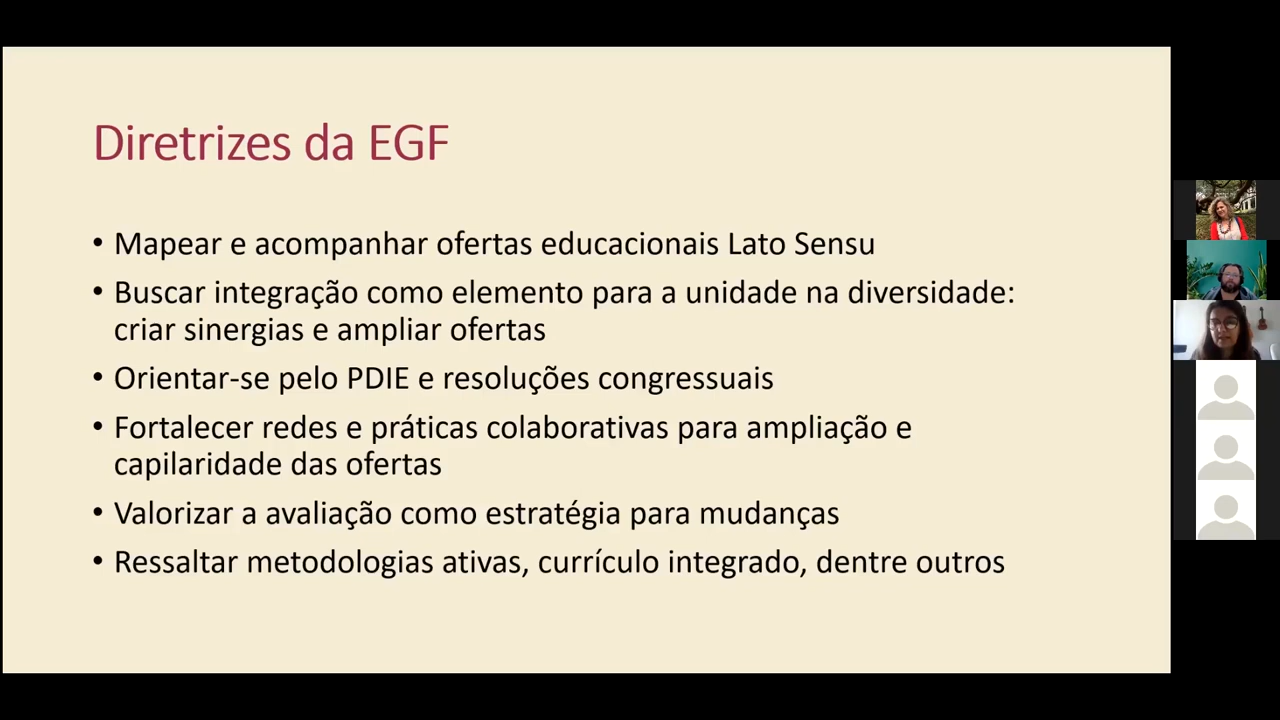 Diretrizes da EGF
• Mapear e acompanhar ofertas educacionais Lato Sensu
• Buscar integração como elemento para a unidade na diversidade:
criar sinergias e ampliar ofertas
• Orientar-se pelo PDIE e resoluções congressuais
• Fortalecer redes e práticas colaborativas para ampliação e
capilaridade das ofertas
• Valorizar a avaliação como estratégia para mudanças
• Ressaltar metodologias ativas, currículo integrado, dentre outros